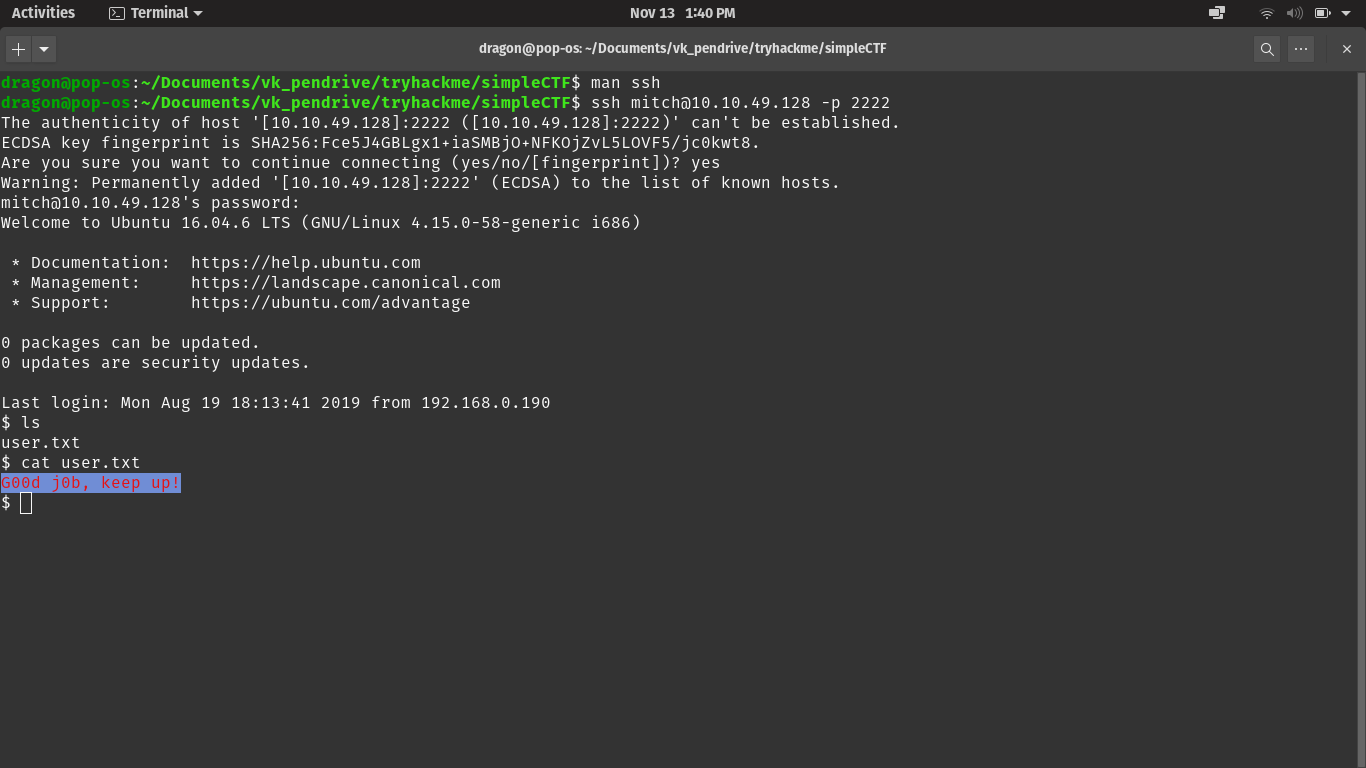 Activities Terminal Nov 13 1:40 PM
dragon@pop-os: ~/Documents/vk_pendrive/tryhackme/simpleCTF
dragon@pop-os:~/Documents/vk_pendrive/tryhackme/simpleCTF$ man ssh
dragon@pop-os:~/Documents/vk_pendrive/tryhackme/simpleCTF$ ssh mitch@10.10.49.128 -p 2222
The authenticity of host '[10.10.49.128]:2222 ([10.10.49.128]:2222)' can't be established.
ECDSA key fingerprint is SHA256:Fce5J4GBLgx1+iaSMBjO+NFKOjZvL5LOVF5/jc0kwt8.
Are you sure you want to continue connecting (yes/no/[fingerprint])? yes
Warning: Permanently added '[10.10.49.128]:2222' (ECDSA) to the list of known hosts.
mitch@10.10.49.128's password:
Welcome to Ubuntu 16.04.6 LTS (GNU/Linux 4.15.0-58-generic i686)
 * Documentation:  https://help.ubuntu.com
 * Management:     https://landscape.canonical.com
 * Support:        https://ubuntu.com/advantage
0 packages can be updated.
0 updates are security updates.
Last login: Mon Aug 19 18:13:41 2019 from 192.168.0.190
$ ls
user.txt
$ cat user.txt
G00d j0b, keep up!
$